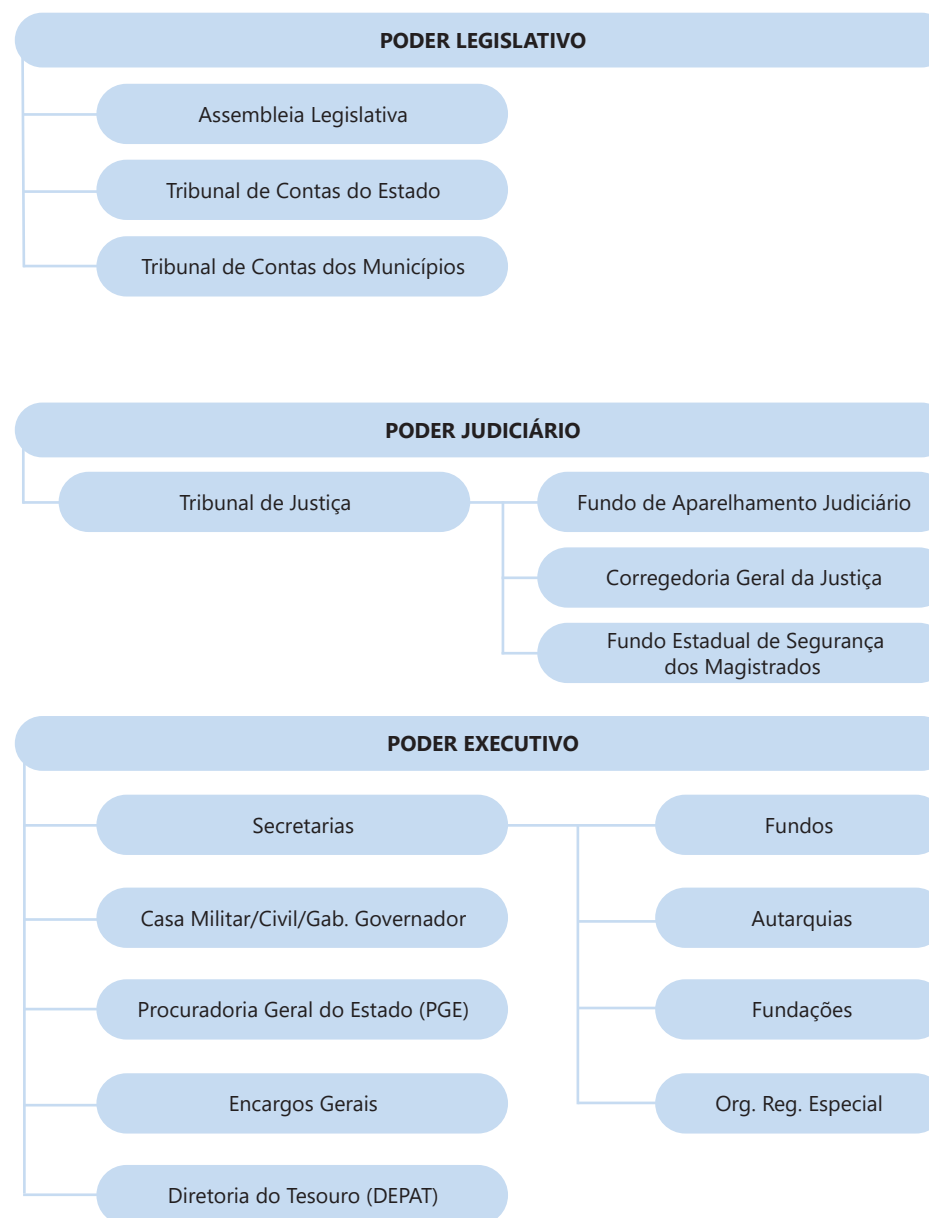 PODER LEGISLATIVO
Assembleia Legislativa
Tribunal de Contas do Estado
Tribunal de Contas dos Municípios
PODER JUDICIÁRIO
Tribunal de Justiça
Fundo de Aparelhamento Judiciário
Corregedoria Geral da Justiça
Fundo Estadual de Segurança
dos Magistrados
PODER EXECUTIVO
Secretarias
Fundos
Casa Militar/Civil/Gab. Governador
Autarquias
Procuradoria Geral do Estado (PGE)
Fundações
Encargos Gerais
Org. Reg. Especial
Diretoria do Tesouro (DEPAT)